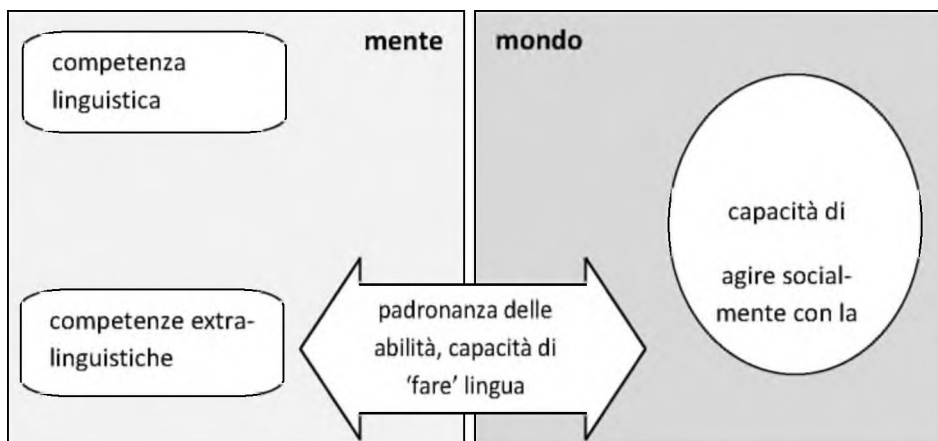 mente
mondo
competenza
linguistica
capacità di
agire social-
mente con la
competenze extra-
linguistiche
padronanza delle
abilità, capacità di
‘fare’ lingua